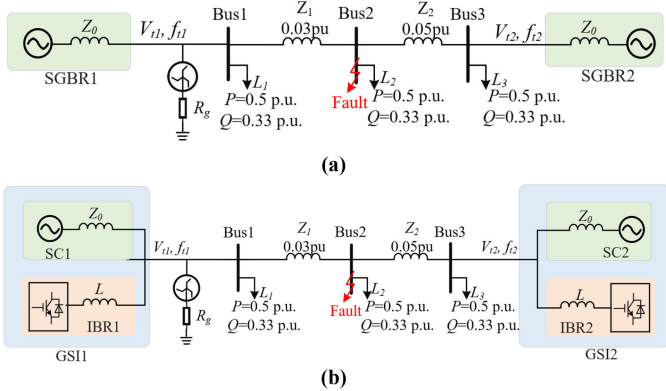 Z0
Vt1, ft1
Bus1
Z1
0.03pu
Bus2
Z2
0.05pu
Bus3
Vt2, ft2
Z0
SGBR1
SGBR2
Rg
L1
P=0.5 p.u.
Q=0.33 p.u.
Fault
L2
P=0.5 p.u.
Q=0.33 p.u.
L3
P=0.5 p.u.
Q=0.33 p.u.
(a)
Z0
SC1
L
IBR1
GSI1
Vt1, ft1
Rg
Bus1
Z1
0.03pu
Bus2
Z2
0.05pu
Bus3
Vt2, ft2
L1
P=0.5 p.u.
Q=0.33 p.u.
Fault
L2
P=0.5 p.u.
Q=0.33 p.u.
L3
P=0.5 p.u.
Q=0.33 p.u.
Z0
SC2
L
IBR2
GSI2
(b)